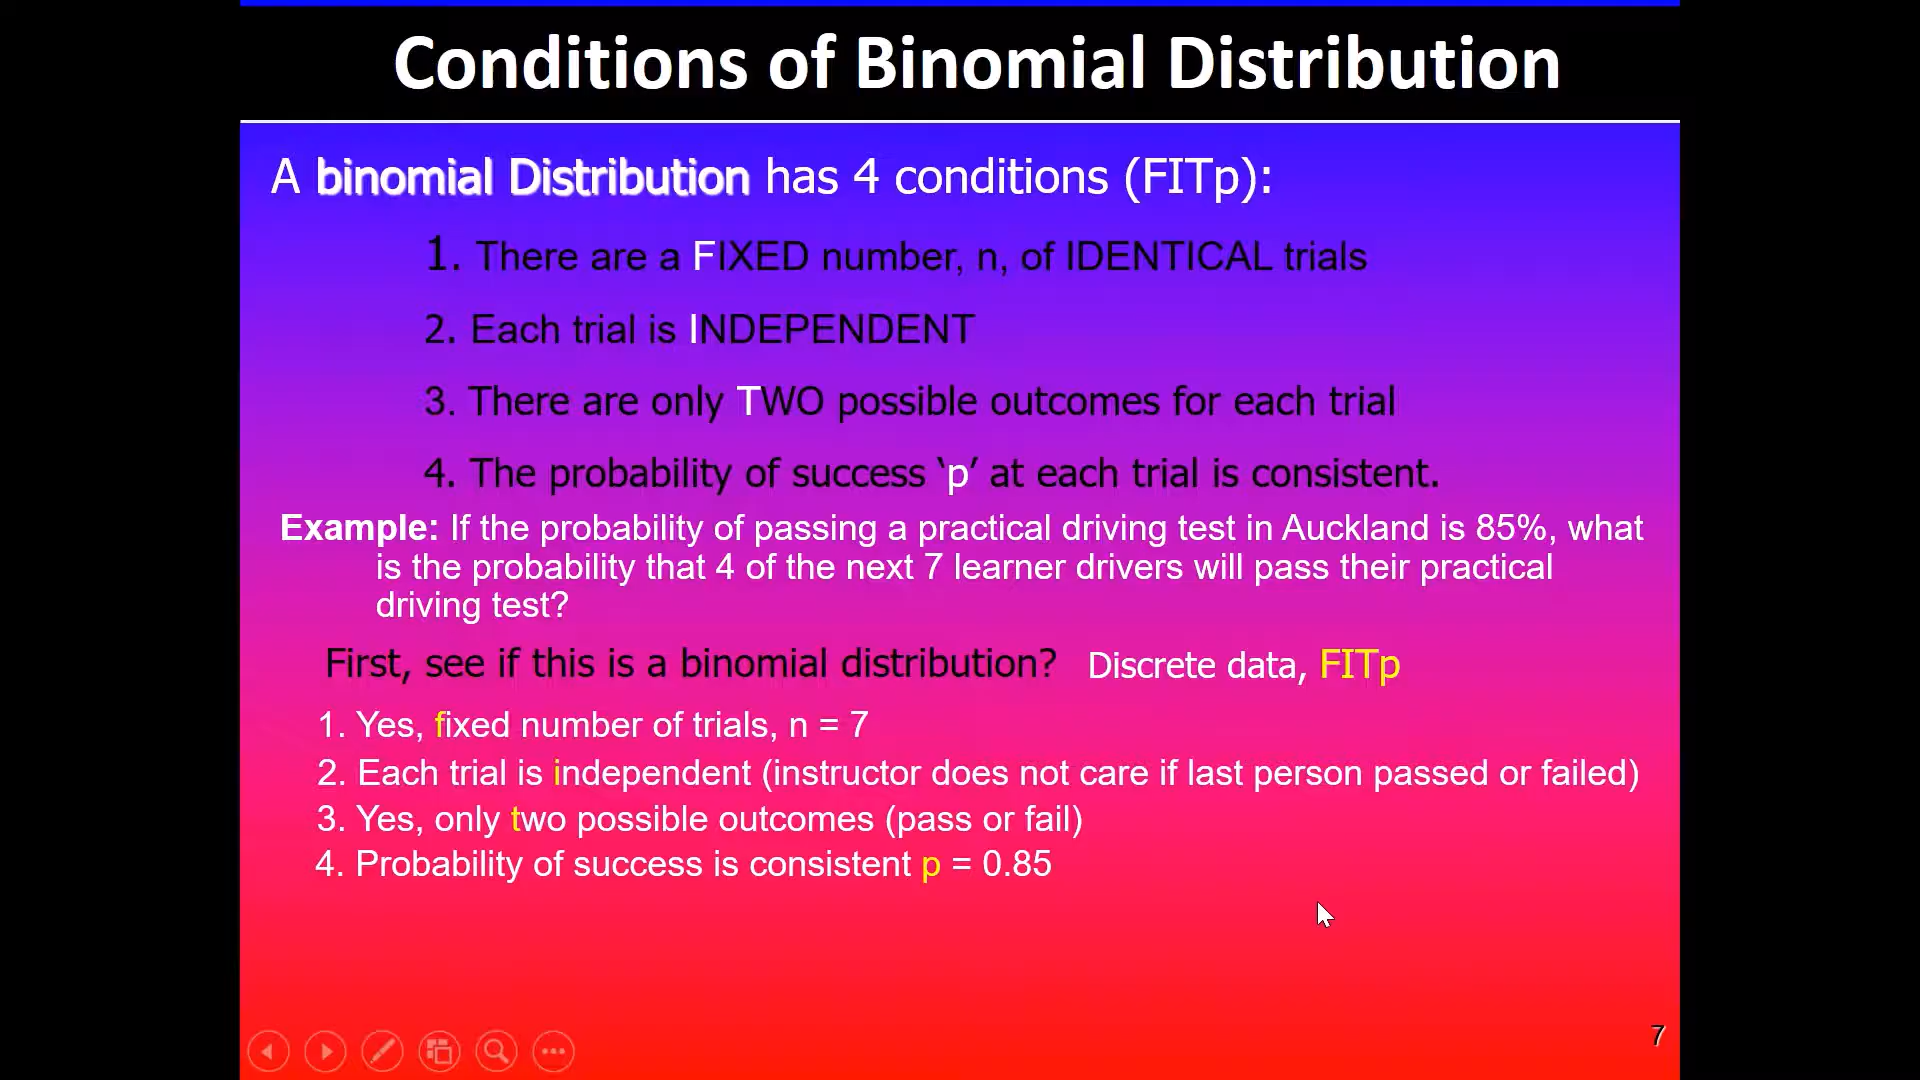 Conditions of Binomial Distribution
A binomial Distribution has 4 conditions (FITp):
1. There are a FIXED number, n, of IDENTICAL trials
2. Each trial is INDEPENDENT
3. There are only TWO possible outcomes for each trial
4. The probability of success ‘p’ at each trial is consistent.
Example: If the probability of passing a practical driving test in Auckland is 85%, what
is the probability that 4 of the next 7 learner drivers will pass their practical
driving test?
First, see if this is a binomial distribution? Discrete data, FITp
1. Yes, fixed number of trials, n = 7
2. Each trial is independent (instructor does not care if last person passed or failed)
3. Yes, only two possible outcomes (pass or fail)
4. Probability of success is consistent p = 0.85
7